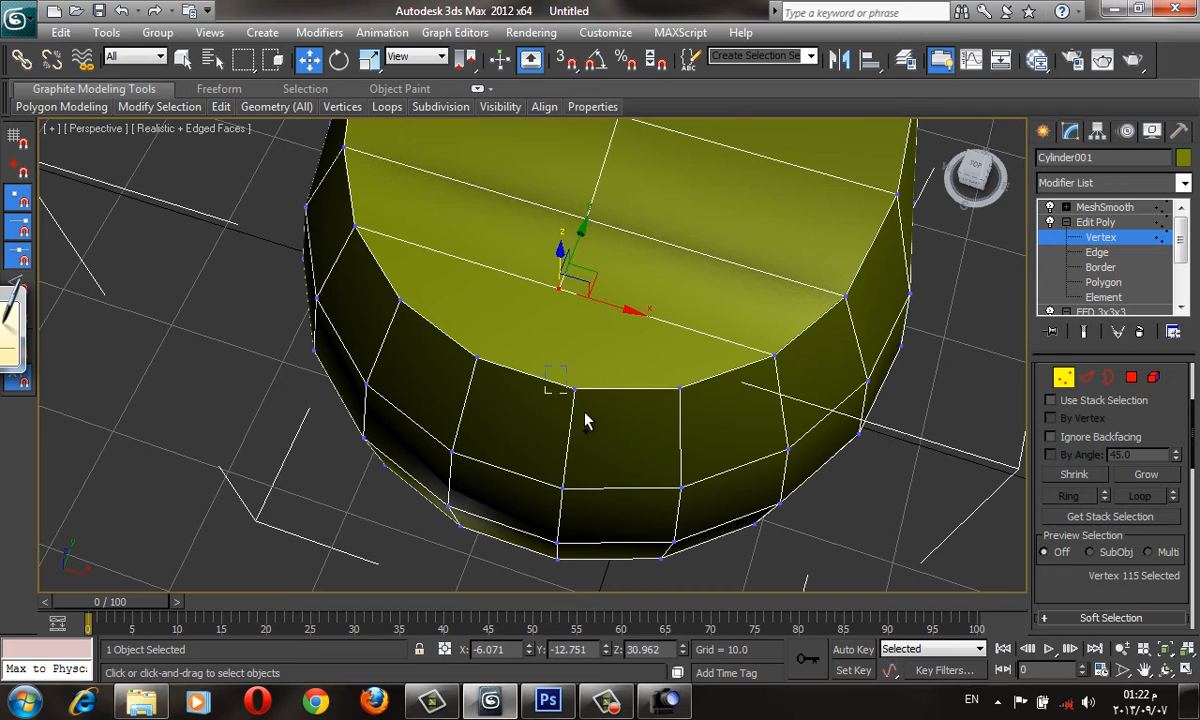 Autodesk 3ds Max 2012 x64 Untitled
Type a keyword or phrase
Edit Tools Group Views Create Modifiers Animation Graph Editors Rendering Customize MAXScript Help
All View 3 Create Selection Se
Graphite Modeling Tools Freeform Selection Object Paint
Polygon Modeling Modify Selection Edit Geometry (All) Vertices Loops Subdivision Visibility Align Properties
[ + ] [ Perspective ] [ Realistic + Edged Faces ]
TOP
z
y
x
Cylinder001
Modifier List
MeshSmooth
Edit Poly
Vertex
Edge
Border
Polygon
Element
FFD 3x3x3
Use Stack Selection
By Vertex
Ignore Backfacing
By Angle: 45.0
Shrink Grow
Ring Loop
Get Stack Selection
Preview Selection
Off SubObj Multi
Vertex 115 Selected
+ Soft Selection
0 / 100
0 5 10 15 20 25 30 35 40 45 50 55 60 65 70 75 80 85 90 95 100
1 Object Selected X: -6.071 Y: -12.751 Z: 30.962 Grid = 10.0 Auto Key Selected
Max to Physc Click or click-and-drag to select objects Add Time Tag Set Key Key Filters... 0
EN 01:22 م
٢٠١٣/٠٩/٠٧